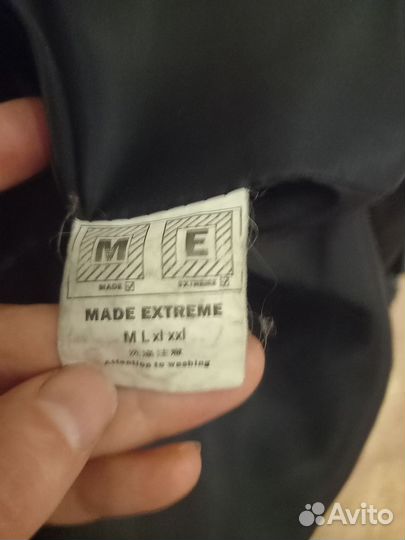 M E
MADE ☑ EXTREME ☑
MADE EXTREME
M L xl xxl
attention to washing
Avito